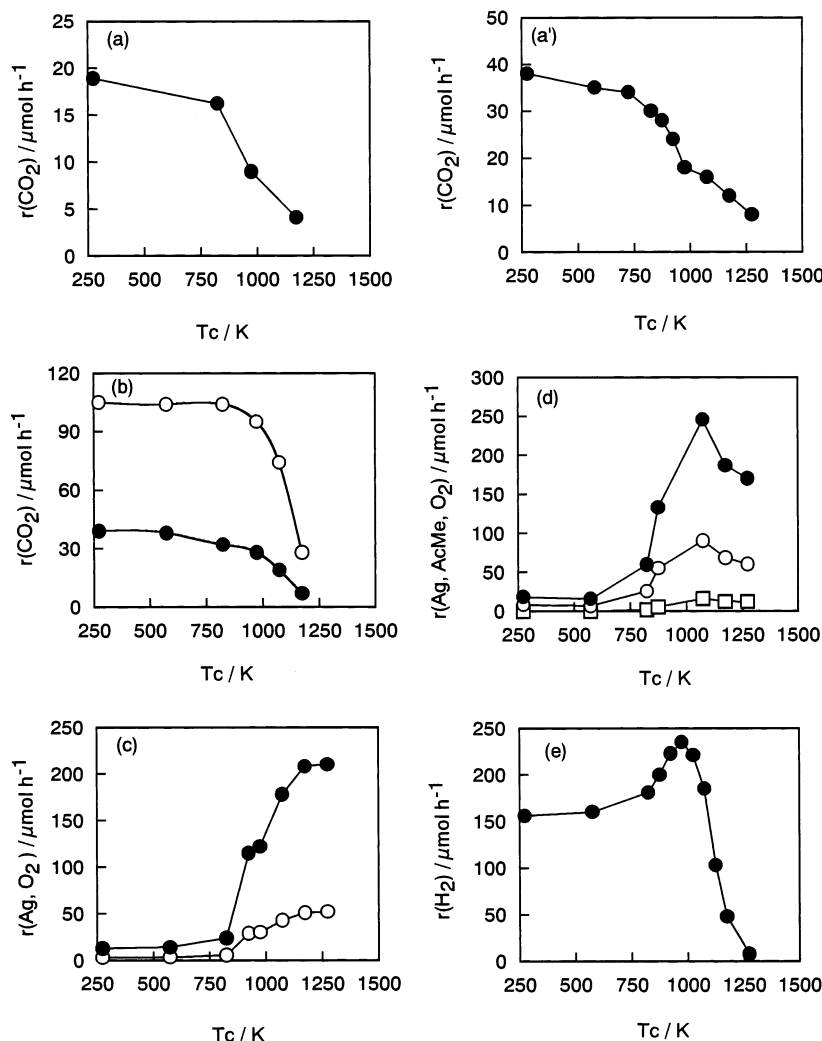 (a)
25
20
15
10
5
0
r(CO2) / μmol h-1
250 500 750 1000 1250 1500
Tc / K
(a')
50
40
30
20
10
0
r(CO2) / μmol h-1
250 500 750 1000 1250 1500
Tc / K
(b)
120
90
60
30
0
r(CO2) / μmol h-1
250 500 750 1000 1250 1500
Tc / K
(d)
300
250
200
150
100
50
0
r(Ag, AcMe, O2) / μmol h-1
250 500 750 1000 1250 1500
Tc / K
(c)
250
200
150
100
50
0
r(Ag, O2) / μmol h-1
250 500 750 1000 1250 1500
Tc / K
(e)
250
200
150
100
50
0
r(H2) / μmol h-1
250 500 750 1000 1250 1500
Tc / K